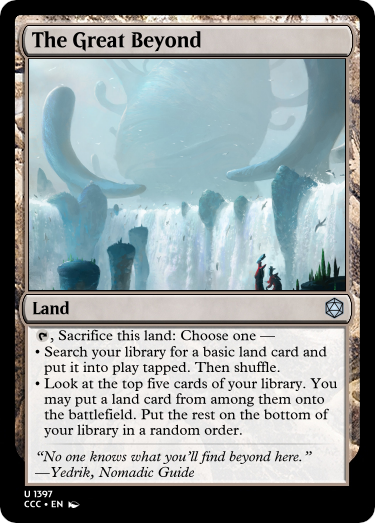 The Great Beyond
Land
, Sacrifice this land: Choose one —
• Search your library for a basic land card and
put it into play tapped. Then shuffle.
• Look at the top five cards of your library. You
may put a land card from among them onto
the battlefield. Put the rest on the bottom of
your library in a random order.
“No one knows what you’ll find beyond here.”
—Yedrik, Nomadic Guide
U 1397
CCC • EN